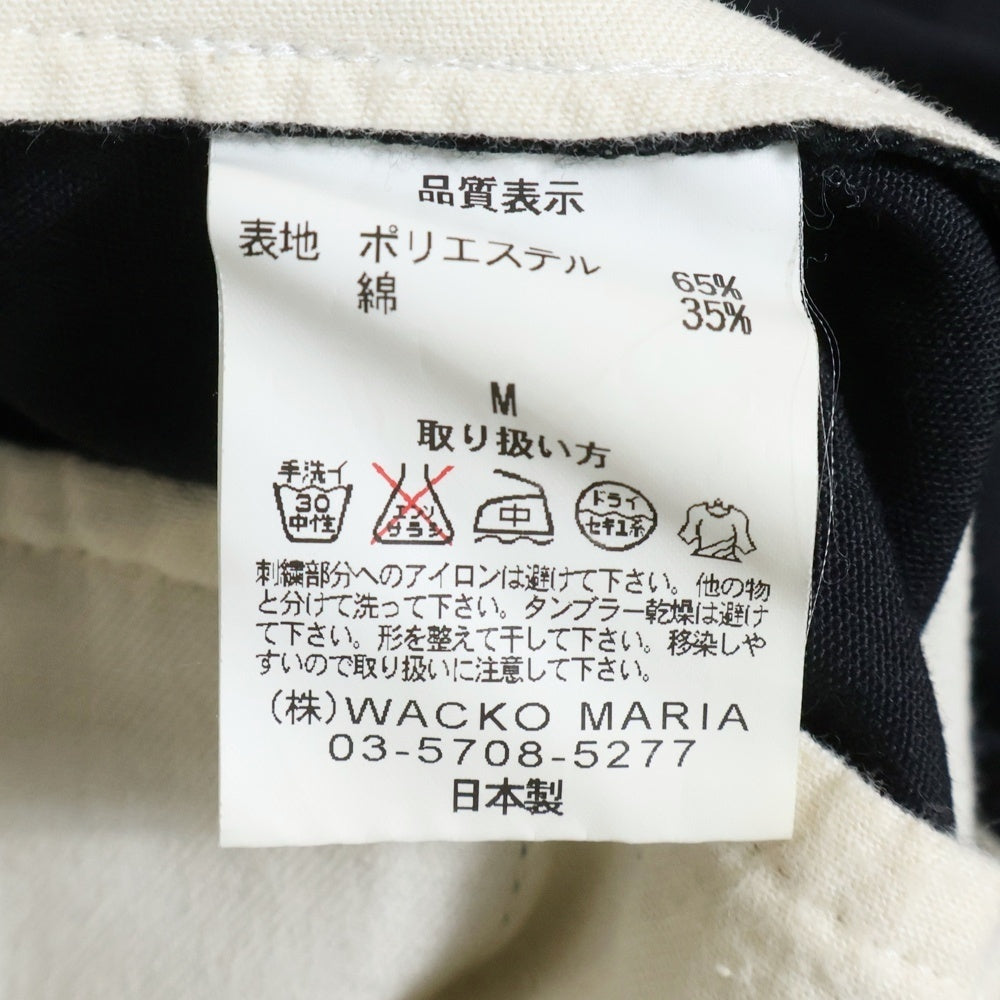 品質表示
表地 ポリエステル 65%
綿 35%
M
取り扱い方
手洗イ
30
中性
エンソ
サラシ
中
ドライ
セキユ系
刺繍部分へのアイロンは避けて下さい。他の物
と分けて洗って下さい。タンブラー乾燥は避け
て下さい。形を整えて干して下さい。移染しや
すいので取り扱いに注意して下さい。
(株)WACKO MARIA
03-5708-5277
日本製